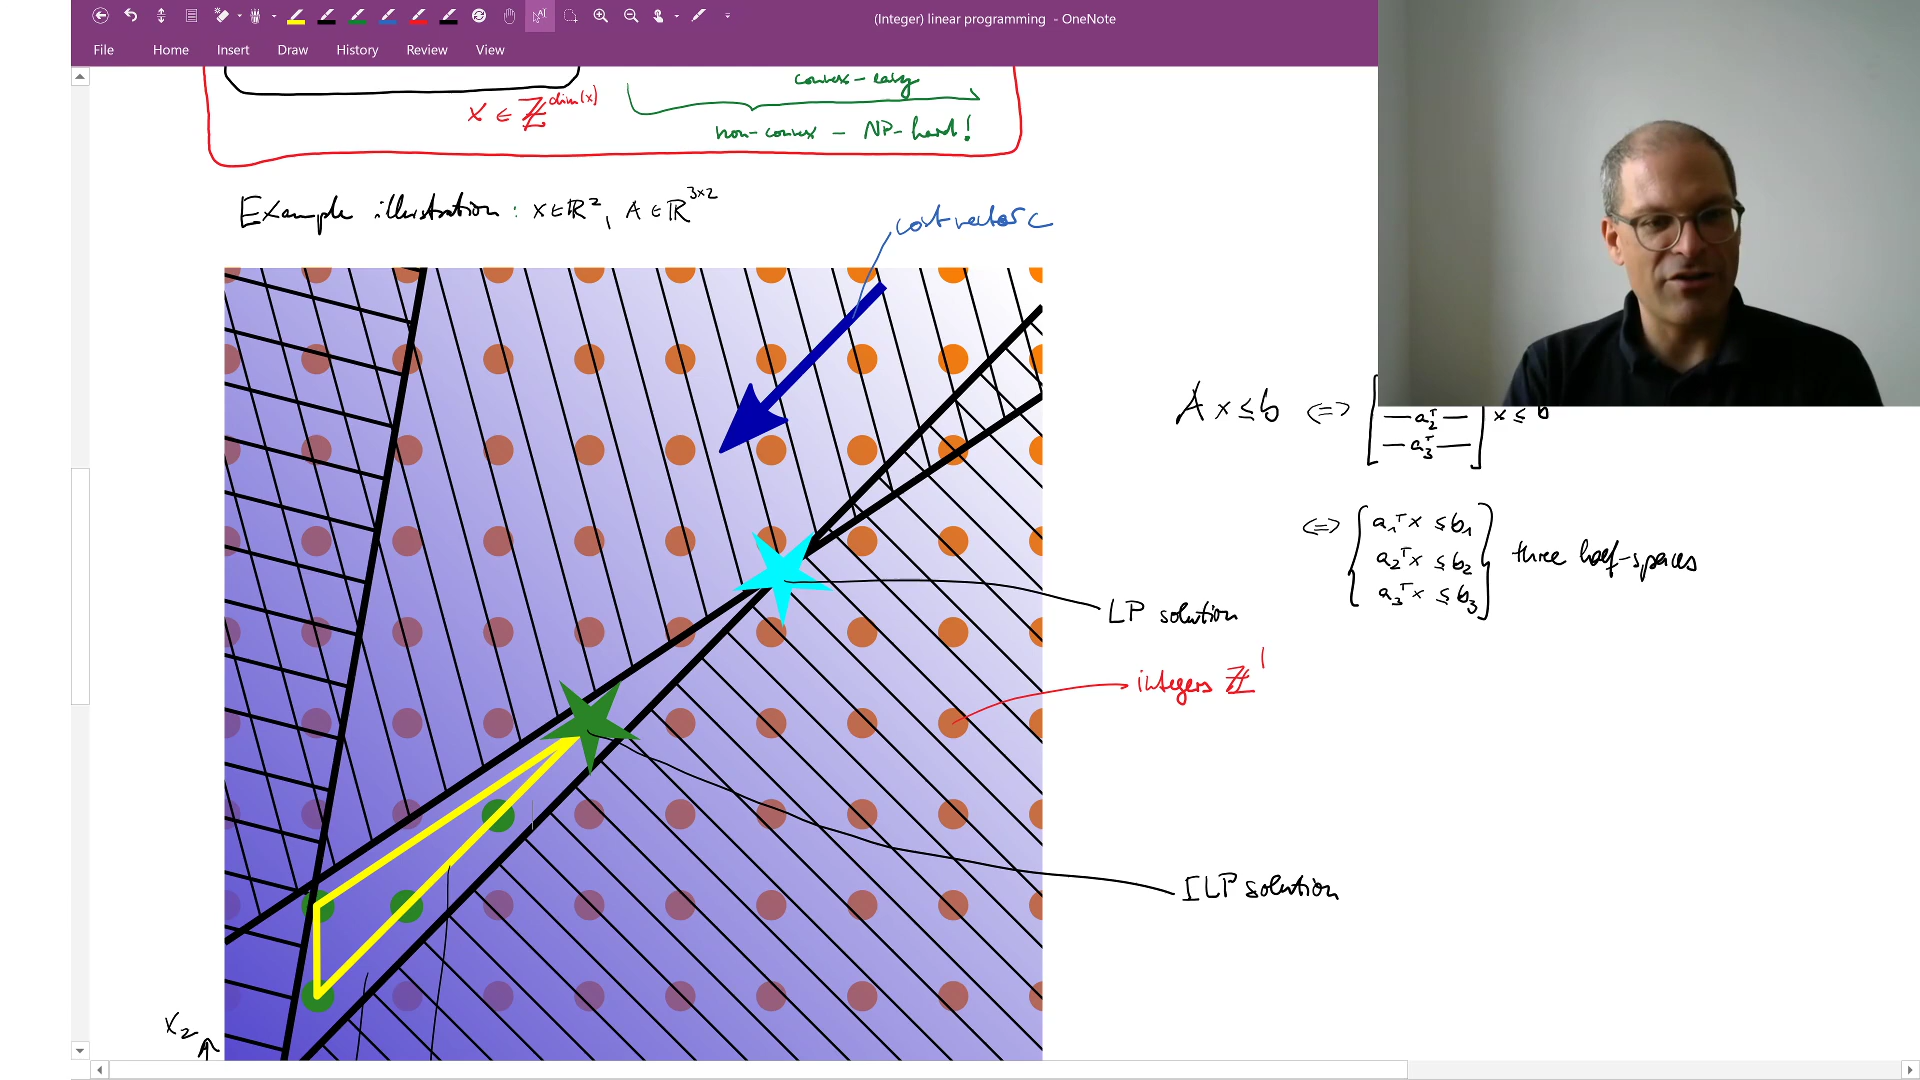 (Integer) linear programming - OneNote
File Home Insert Draw History Review View
convex - easy
x ∈ ℤ^dim(x)
non-convex - NP-hard!
Example illustration: x∈ℝ², A∈ℝ^3×2
cost vector c
A x ≤ b ⇔ [ —a₂ᵀ— —a₃ᵀ— ] x ≤ b
⇔ { a₁ᵀx ≤ b₁
a₂ᵀx ≤ b₂
a₃ᵀx ≤ b₃ } three half-spaces
LP solution
integers ℤ
ILP solution
x₂